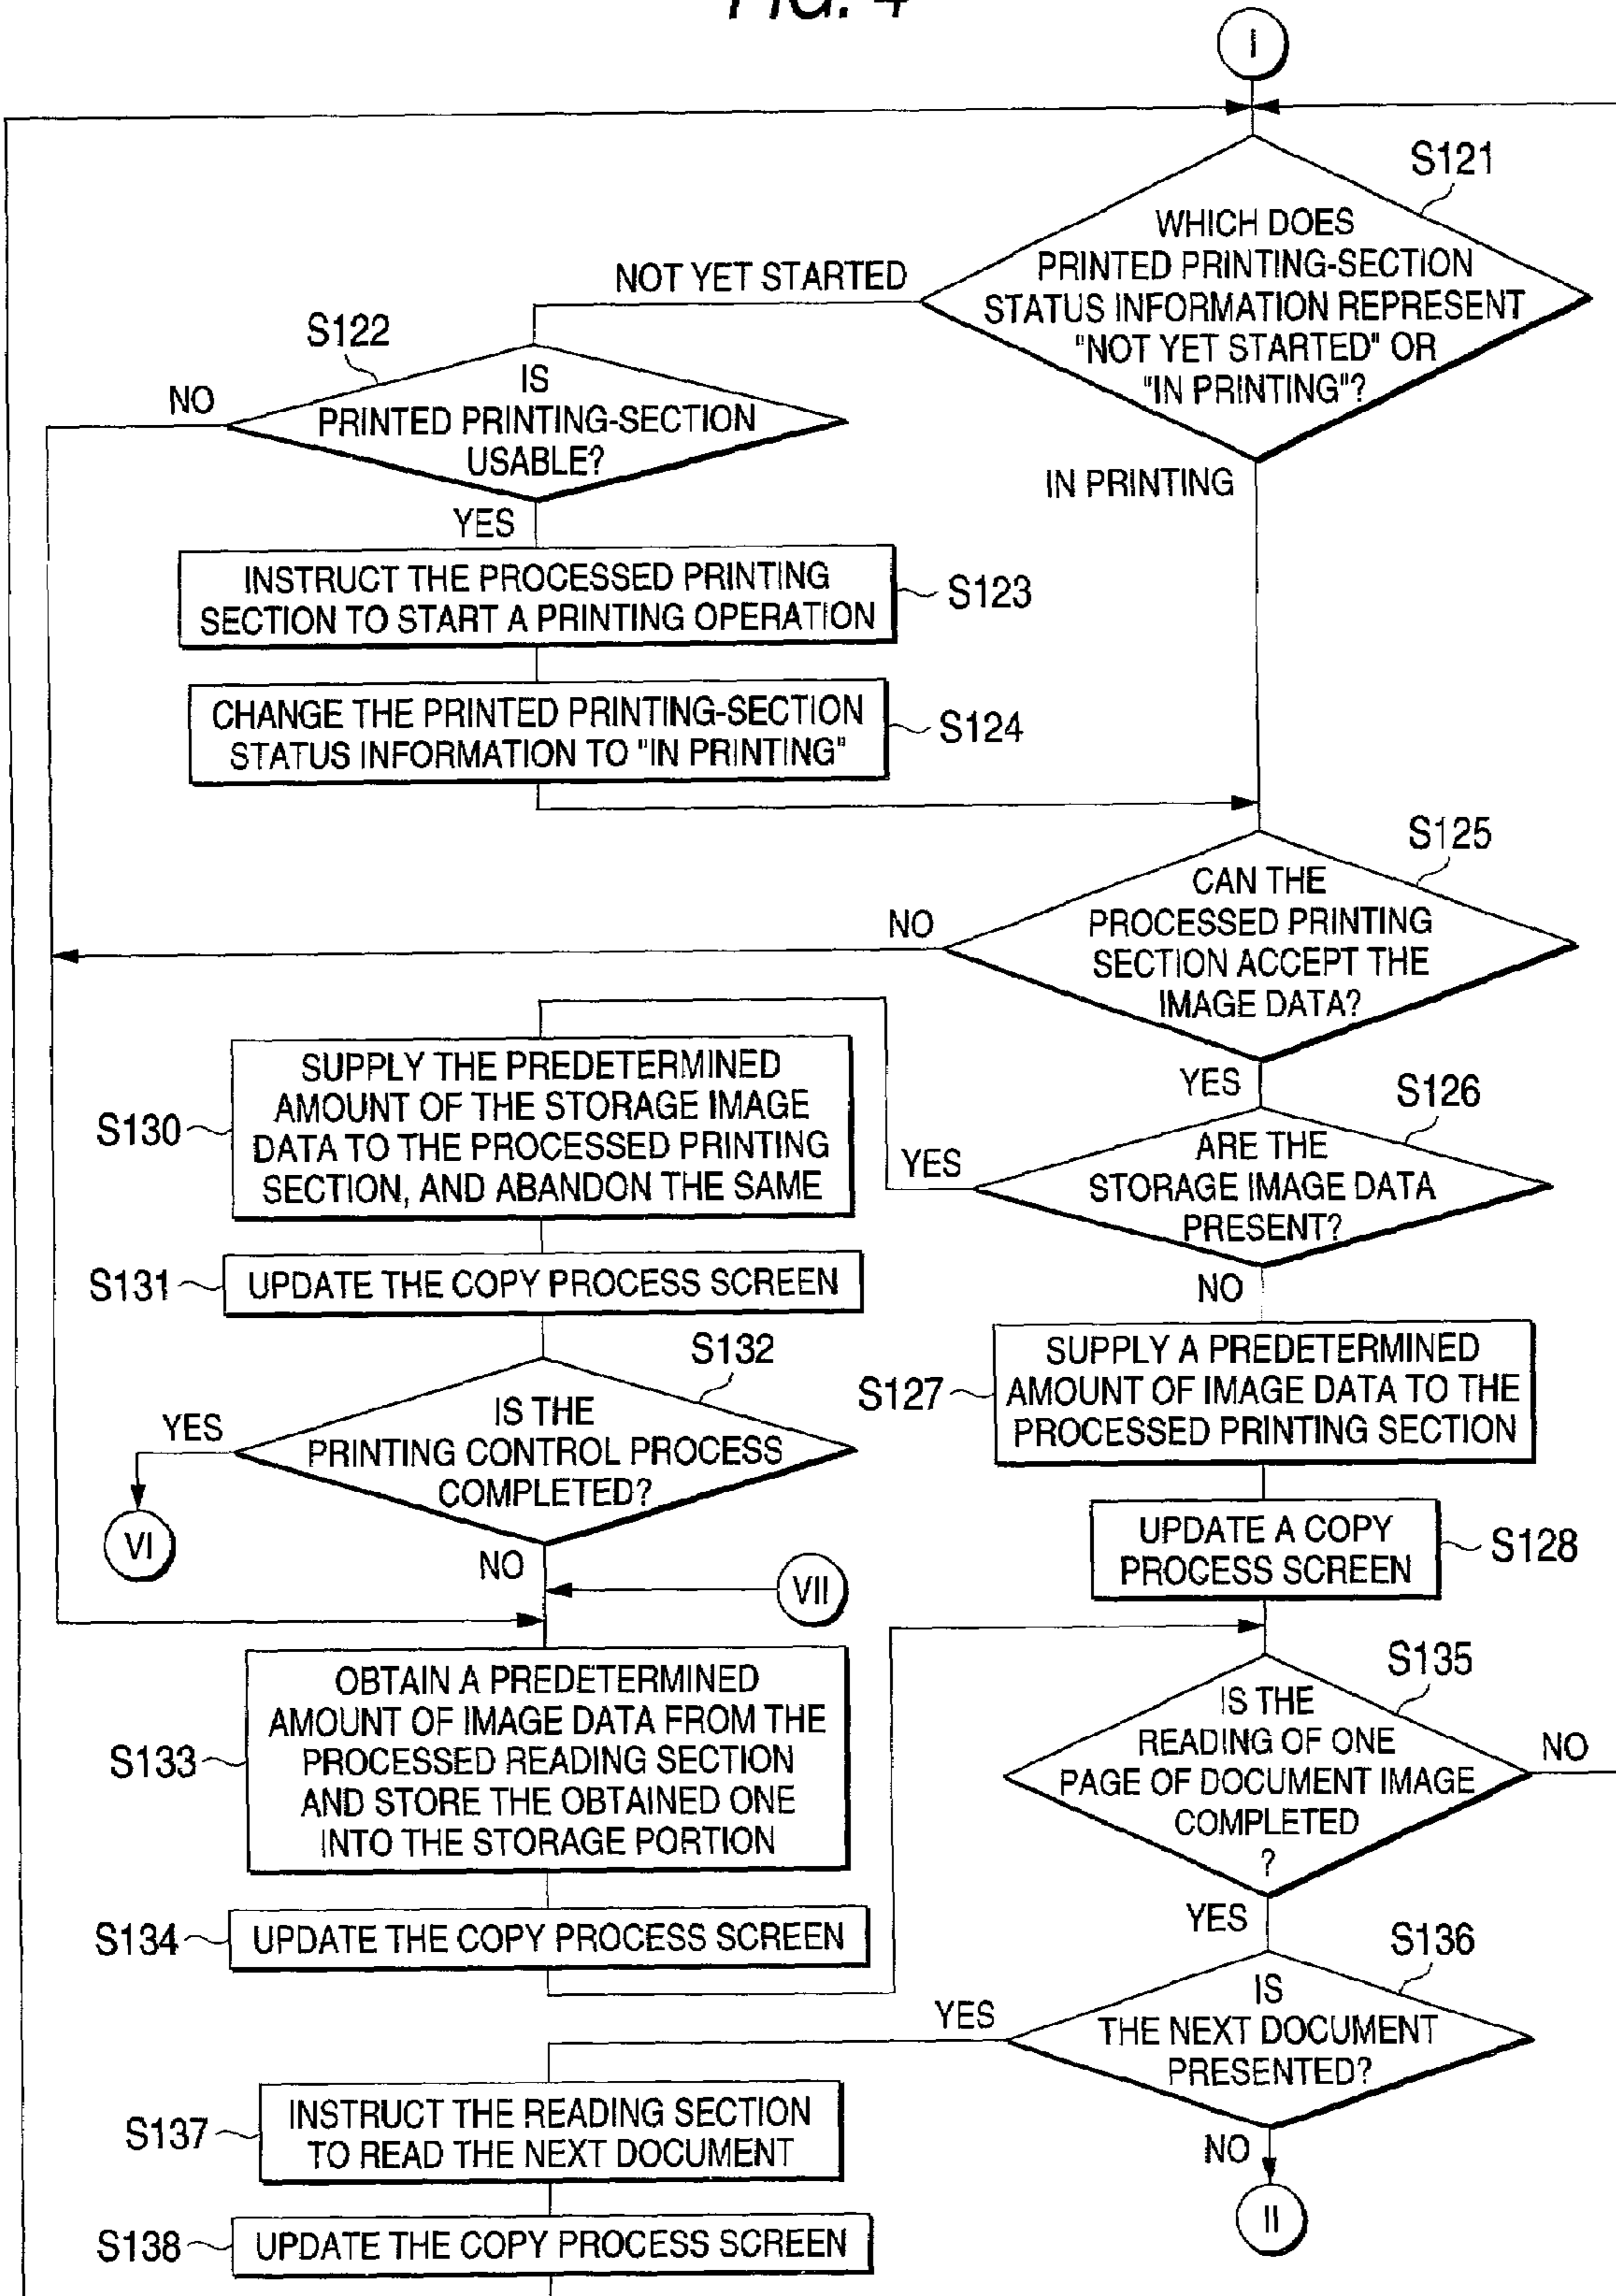 FIG. 4
I
S121
WHICH DOES
PRINTED PRINTING-SECTION
STATUS INFORMATION REPRESENT
"NOT YET STARTED" OR
"IN PRINTING"?
NOT YET STARTED
IN PRINTING
S122
IS
PRINTED PRINTING-SECTION
USABLE?
NO
YES
INSTRUCT THE PROCESSED PRINTING
SECTION TO START A PRINTING OPERATION
S123
CHANGE THE PRINTED PRINTING-SECTION
STATUS INFORMATION TO "IN PRINTING"
S124
S125
CAN THE
PROCESSED PRINTING
SECTION ACCEPT THE
IMAGE DATA?
NO
YES
S126
ARE THE
STORAGE IMAGE DATA
PRESENT?
YES
NO
S130
SUPPLY THE PREDETERMINED
AMOUNT OF THE STORAGE IMAGE
DATA TO THE PROCESSED PRINTING
SECTION, AND ABANDON THE SAME
S131
UPDATE THE COPY PROCESS SCREEN
S132
IS THE
PRINTING CONTROL PROCESS
COMPLETED?
YES
VI
NO
VII
S127
SUPPLY A PREDETERMINED
AMOUNT OF IMAGE DATA TO THE
PROCESSED PRINTING SECTION
UPDATE A COPY
PROCESS SCREEN
S128
S133
OBTAIN A PREDETERMINED
AMOUNT OF IMAGE DATA FROM THE
PROCESSED READING SECTION
AND STORE THE OBTAINED ONE
INTO THE STORAGE PORTION
S134
UPDATE THE COPY PROCESS SCREEN
S135
IS THE
READING OF ONE
PAGE OF DOCUMENT IMAGE
COMPLETED
?
NO
YES
S136
IS
THE NEXT DOCUMENT
PRESENTED?
YES
NO
II
S137
INSTRUCT THE READING SECTION
TO READ THE NEXT DOCUMENT
S138
UPDATE THE COPY PROCESS SCREEN